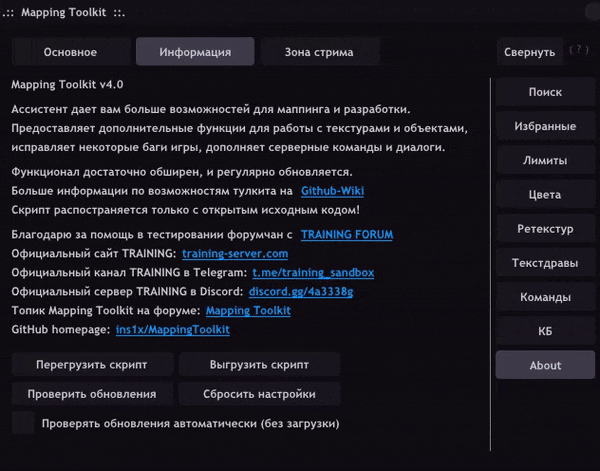 .:: Mapping Toolkit ::.
Основное
Информация
Зона стрима
Свернуть
( ? )
Mapping Toolkit v4.0
Ассистент дает вам больше возможностей для маппинга и разработки.
Предоставляет дополнительные функции для работы с текстурами и объектами,
исправляет некоторые баги игры, дополняет серверные команды и диалоги.
Функционал достаточно обширен, и регулярно обновляется.
Больше информации по возможностям тулкита на Github-Wiki
Скрипт распостраняется только с открытым исходным кодом!
Благодарю за помощь в тестировании форумчан с TRAINING FORUM
Официальный сайт TRAINING: training-server.com
Официальный канал TRAINING в Telegram: t.me/training_sandbox
Официальный сервер TRAINING в Discord: discord.gg/4a3338g
Топик Mapping Toolkit на форуме: Mapping Toolkit
GitHub homepage: ins1x/MappingToolkit
Перегрузить скрипт
Выгрузить скрипт
Проверить обновления
Сбросить настройки
Проверять обновления автоматически (без загрузки)
Поиск
Избранные
Лимиты
Цвета
Ретекстур
Текстдравы
Команды
КБ
About